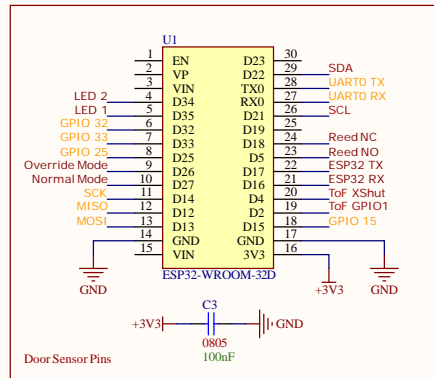 U1
1 EN D23 30
2 VP D22 29 SDA
3 VIN TX0 28 UART0 TX
LED 2 4 D34 RX0 27 UART0 RX
LED 1 5 D35 D21 26 SCL
GPIO 32 6 D32 D19 25
GPIO 33 7 D33 D18 24 Reed NC
GPIO 25 8 D25 D5 23 Reed NO
Override Mode 9 D26 D17 22 ESP32 TX
Normal Mode 10 D27 D16 21 ESP32 RX
SCK 11 D14 D4 20 ToF XShut
MISO 12 D12 D2 19 ToF GPIO1
MOSI 13 D13 D15 18 GPIO 15
14 GND GND 17
15 VIN 3V3 16
ESP32-WROOM-32D
GND +3V3 GND
C3
+3V3 GND
0805
100nF
Door Sensor Pins